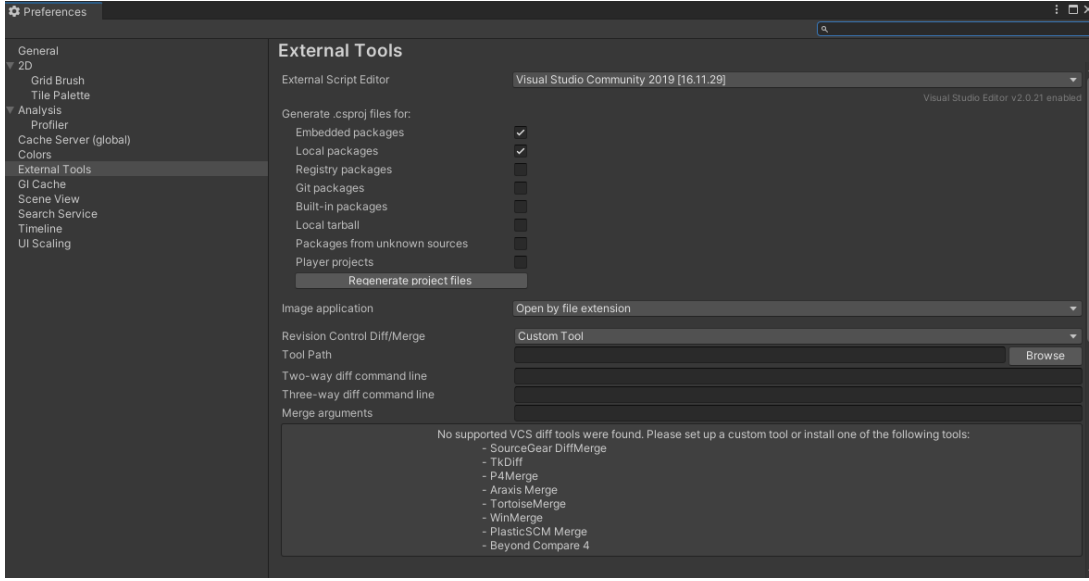 Preferences
General
2D
Grid Brush
Tile Palette
Analysis
Profiler
Cache Server (global)
Colors
External Tools
GI Cache
Scene View
Search Service
Timeline
UI Scaling
External Tools
External Script Editor
Visual Studio Community 2019 [16.11.29]
Visual Studio Editor v2.0.21 enabled
Generate .csproj files for:
Embedded packages
Local packages
Registry packages
Git packages
Built-in packages
Local tarball
Packages from unknown sources
Player projects
Regenerate project files
Image application
Open by file extension
Revision Control Diff/Merge
Custom Tool
Tool Path
Browse
Two-way diff command line
Three-way diff command line
Merge arguments
No supported VCS diff tools were found. Please set up a custom tool or install one of the following tools:
- SourceGear DiffMerge
- TkDiff
- P4Merge
- Araxis Merge
- TortoiseMerge
- WinMerge
- PlasticSCM Merge
- Beyond Compare 4